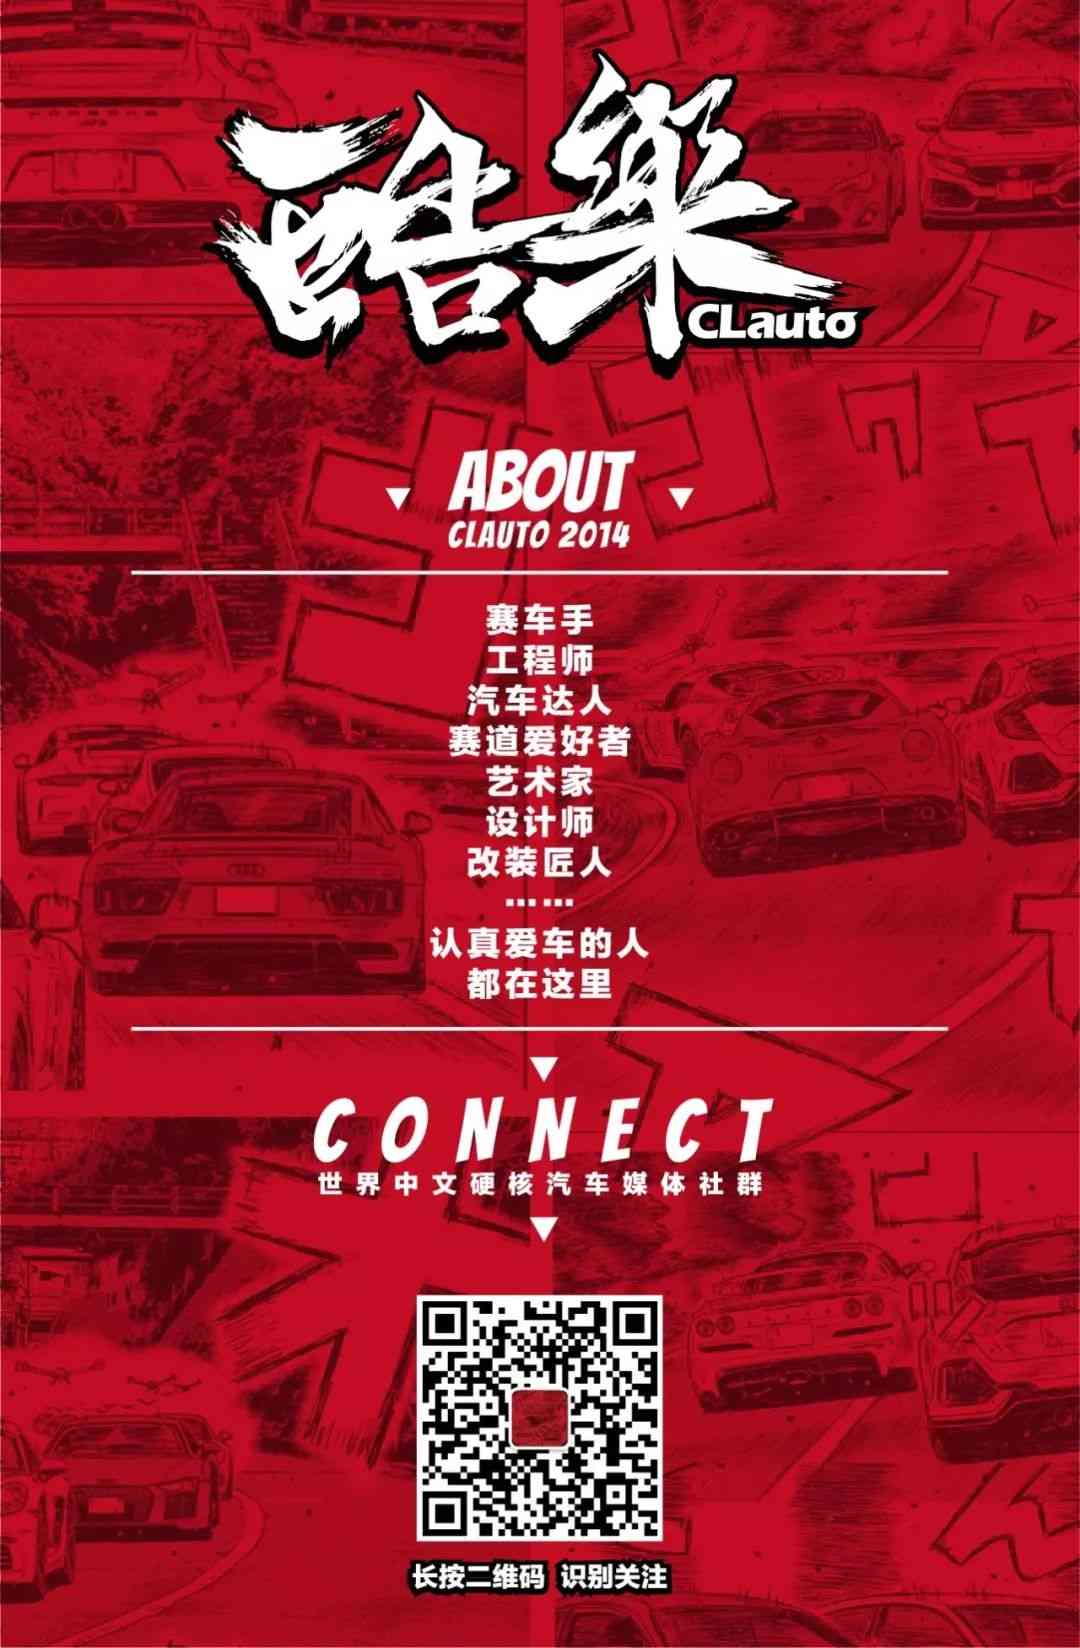 酷樂
CLauto
ABOUT
CLAUTO 2014
赛车手
工程师
汽车达人
赛道爱好者
艺术家
设计师
改装匠人
……
认真爱车的人
都在这里
CONNECT
世界中文硬核汽车媒体社群
长按二维码 识别关注